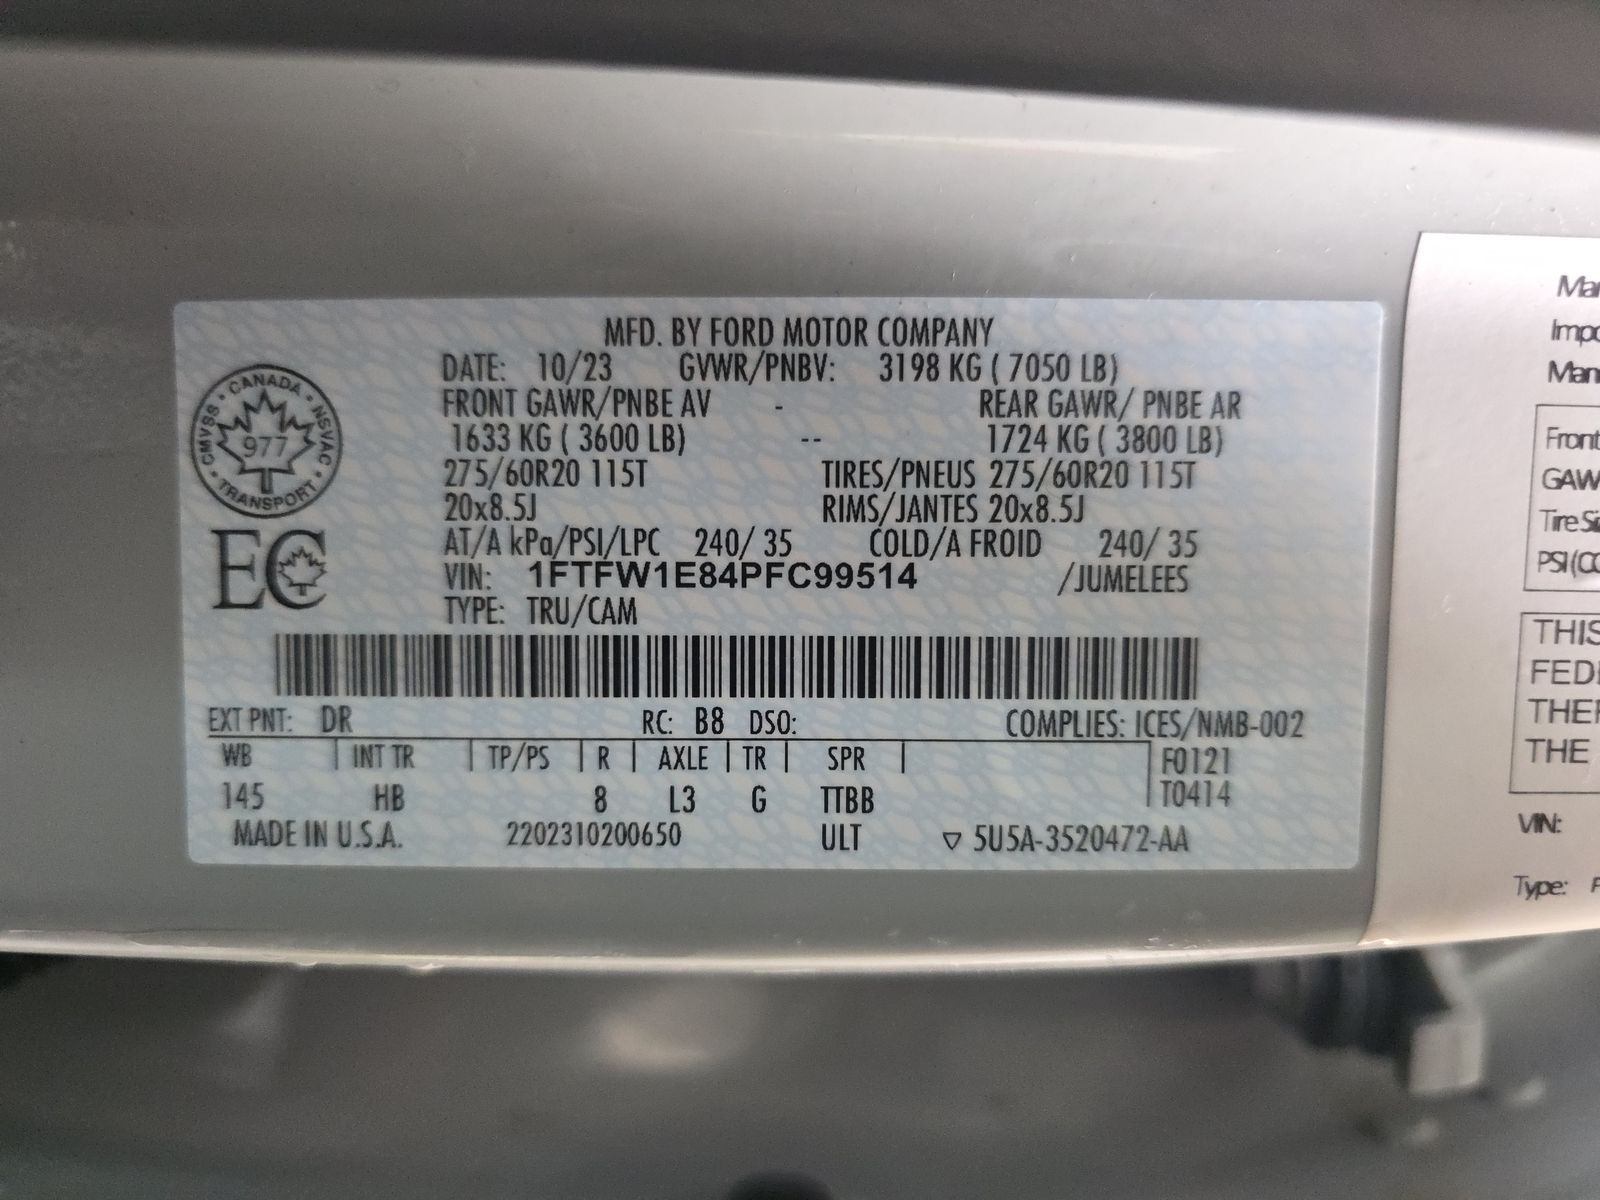 MFD. BY FORD MOTOR COMPANY
DATE: 10/23 GVWR/PNBV: 3198 KG ( 7050 LB)
FRONT GAWR/PNBE AV - REAR GAWR/ PNBE AR
1633 KG ( 3600 LB) -- 1724 KG ( 3800 LB)
275/60R20 115T TIRES/PNEUS 275/60R20 115T
20x8.5J RIMS/JANTES 20x8.5J
AT/A kPa/PSI/LPC 240/ 35 COLD/A FROID 240/ 35
VIN: 1FTFW1E84PFC99514 /JUMELEES
TYPE: TRU/CAM
CANADA · NSVAC · TRANSPORT · CMVSS ·
977
EC
EXT PNT: DR RC: B8 DSO: COMPLIES: ICES/NMB-002
WB | INT TR | TP/PS | R | AXLE | TR | SPR | F0121
145 HB 8 L3 G TTBB T0414
MADE IN U.S.A. 2202310200650 ULT ▽ 5U5A-3520472-AA
Front
GAW
Tire
PSI
THIS
THE
VIN:
Type: